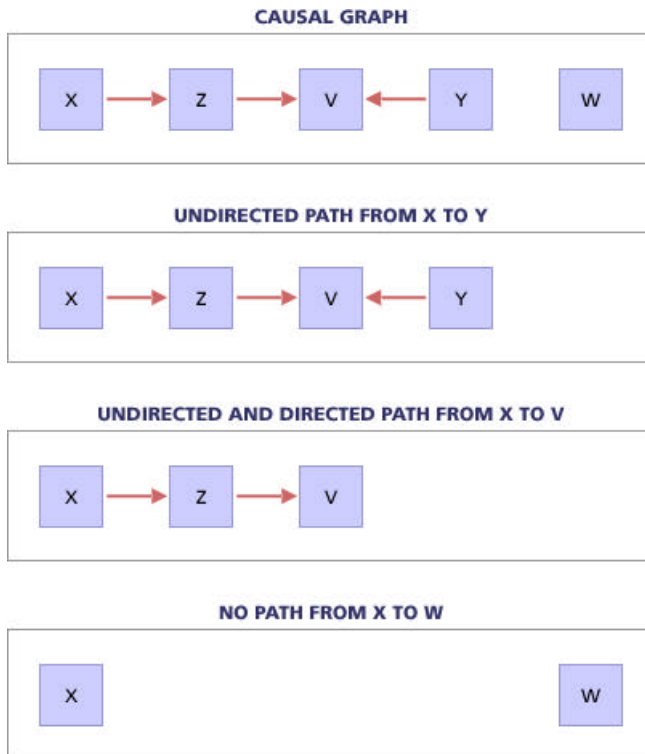 CAUSAL GRAPH
X Z V Y W
UNDIRECTED PATH FROM X TO Y
X Z V Y
UNDIRECTED AND DIRECTED PATH FROM X TO V
X Z V
NO PATH FROM X TO W
X W